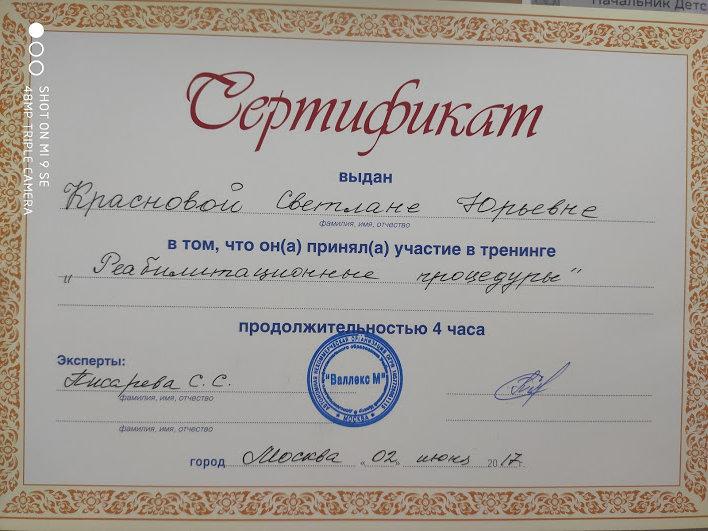 Начальник Детс
SHOT ON MI 9 SE
48MP TRIPLE CAMERA
Сертификат
выдан
Красновой Светлане Юрьевне
фамилия, имя, отчество
в том, что он(а) принял(а) участие в тренинге
„Реабилитационные процедуры"
продолжительностью 4 часа
Эксперты:
Писарева С. С.
фамилия, имя, отчество
"Валлекс М"
МОСКВА
фамилия, имя, отчество
город Москва «02» июня 2017г.